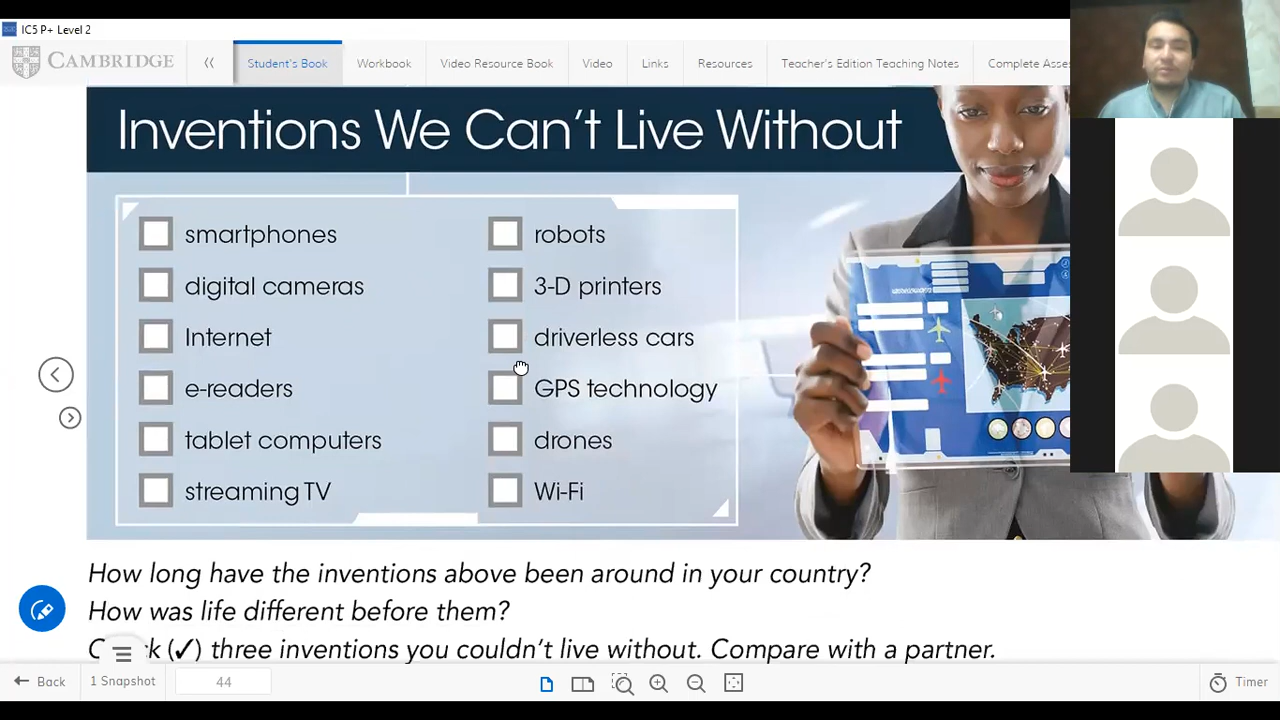 IC5 P+ Level 2
CAMBRIDGE
Student's Book
Workbook
Video Resource Book
Video
Links
Resources
Teacher's Edition Teaching Notes
Complete Asses
Inventions We Can't Live Without
smartphones
digital cameras
Internet
e-readers
tablet computers
streaming TV
robots
3-D printers
driverless cars
GPS technology
drones
Wi-Fi
How long have the inventions above been around in your country?
How was life different before them?
(✓) three inventions you couldn't live without. Compare with a partner.
Back
1 Snapshot
44
Timer